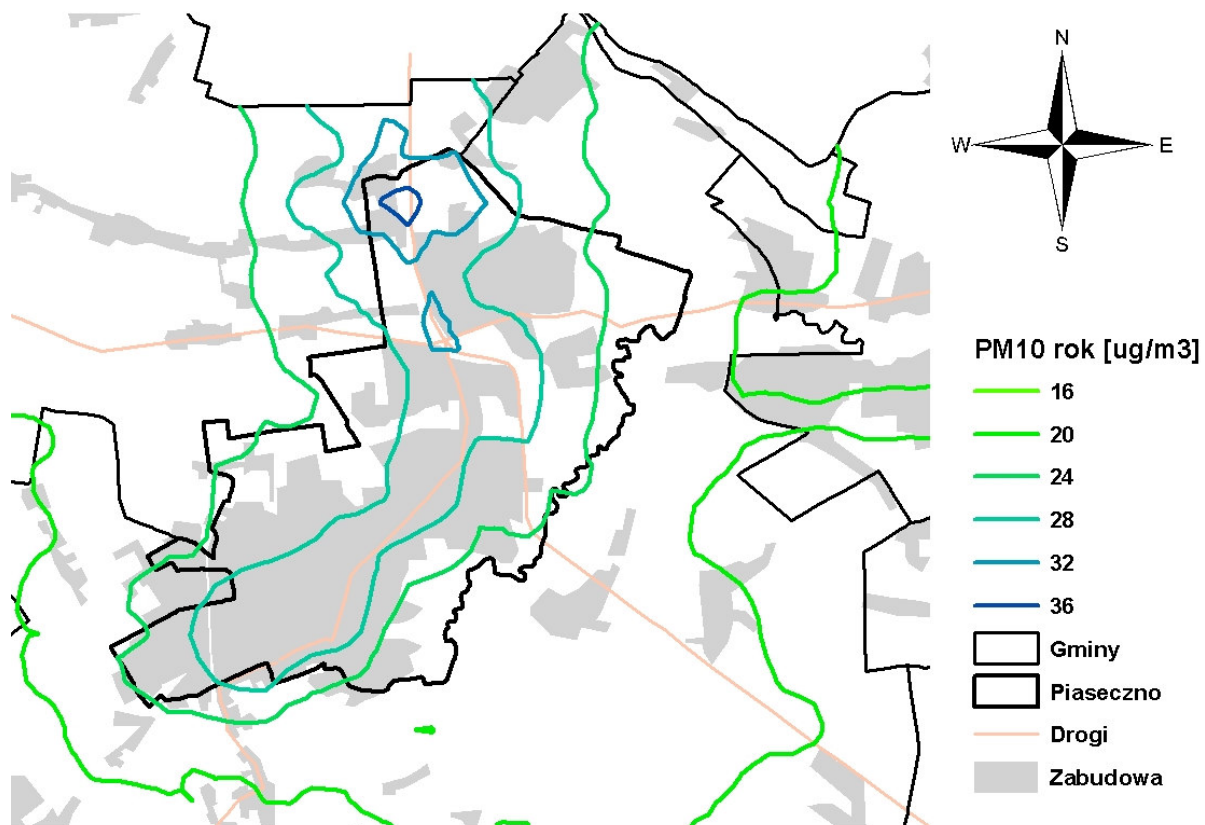 N
W E
S
PM10 rok [ug/m3]
16
20
24
28
32
36
Gminy
Piaseczno
Drogi
Zabudowa